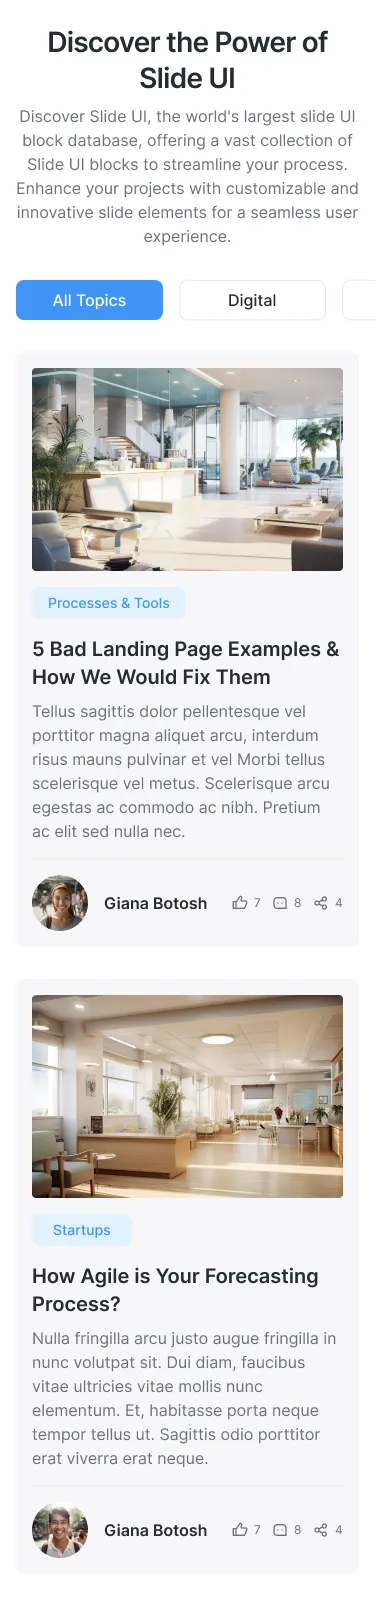 Discover the Power of
Slide UI
Discover Slide UI, the world's largest slide UI
block database, offering a vast collection of
Slide UI blocks to streamline your process.
Enhance your projects with customizable and
innovative slide elements for a seamless user
experience.
All Topics
Digital
Processes & Tools
5 Bad Landing Page Examples &
How We Would Fix Them
Tellus sagittis dolor pellentesque vel
porttitor magna aliquet arcu, interdum
risus mauns pulvinar et vel Morbi tellus
scelerisque vel metus. Scelerisque arcu
egestas ac commodo ac nibh. Pretium
ac elit sed nulla nec.
Giana Botosh 7 8 4
Startups
How Agile is Your Forecasting
Process?
Nulla fringilla arcu justo augue fringilla in
nunc volutpat sit. Dui diam, faucibus
vitae ultricies vitae mollis nunc
elementum. Et, habitasse porta neque
tempor tellus ut. Sagittis odio porttitor
erat viverra erat neque.
Giana Botosh 7 8 4